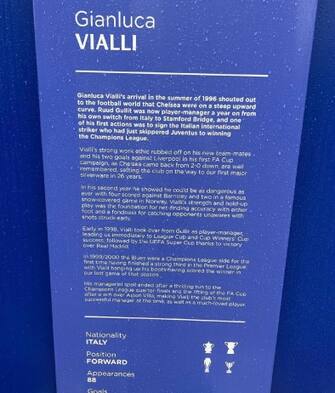 Gianluca
VIALLI
Gianluca Vialli's arrival in the summer of 1996 shouted out
to the football world that Chelsea were on a steep upward
curve. Ruud Gullit was now player-manager a year on from
his own switch from Italy to Stamford Bridge, and one
of his first actions was to sign the Italian international
striker who had just skippered Juventus to winning
the Champions League.
Vialli's strong work ethic rubbed off on his new team-mates
and his two goals against Liverpool in his first FA Cup
campaign, as Chelsea came back from 2-0 down, are well
remembered, setting the club on the way to our first major
silverware in 26 years.
In his second year he showed he could be as dangerous as
ever with four scored against Barnsley and two in a famous
snow-covered game in Norway. Vialli's strength and hold-up
play was the foundation for net-finding accuracy with either
foot and a fondness for catching opponents unawares with
shots struck early.
Early in 1998, Vialli took over from Gullit as player-manager,
leading us immediately to League Cup and Cup Winners' Cup
success, followed by the UEFA Super Cup thanks to victory
over Real Madrid.
In 1999/2000 the Blues were a Champions League side for the
first time having finished a strong third in the Premier League
with Vialli hanging up his boots having scored the winner in
our last game of that season.
His managerial spell ended after a thrilling run to the
Champions League quarter-finals and the lifting of the FA Cup
after a win over Aston Villa, making Vialli the club's most
successful manager at the time, as well as a much-loved player.
Nationality
ITALY
Position
FORWARD
Appearances
88
Goals